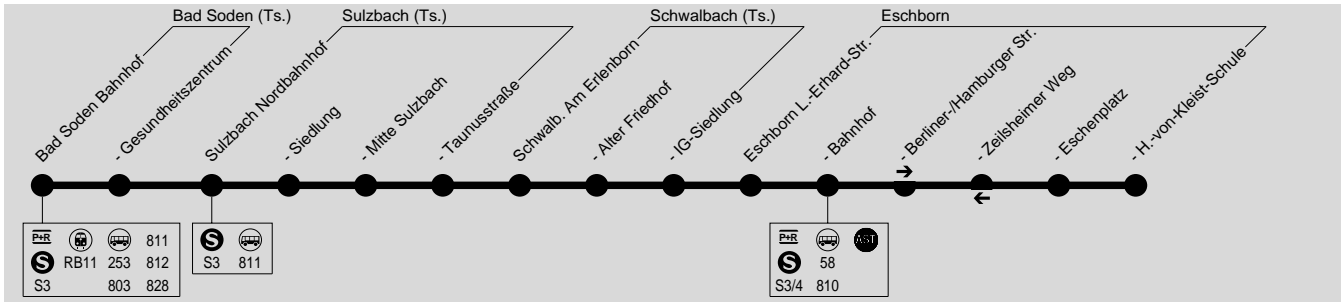 Bad Soden (Ts.)
Sulzbach (Ts.)
Schwalbach (Ts.)
Eschborn
Bad Soden Bahnhof
- Gesundheitszentrum
Sulzbach Nordbahnhof
- Siedlung
- Mitte Sulzbach
- Taunusstraße
Schwalb. Am Erlenborn
- Alter Friedhof
- IG-Siedlung
Eschborn L.-Erhard-Str.
- Bahnhof
- Berliner-/Hamburger Str.
- Zeilsheimer Weg
- Eschenplatz
- H.-von-Kleist-Schule
P+R 811
S RB11 253 812
S3 803 828
S
S3 811
P+R AST
S 58
S3/4 810